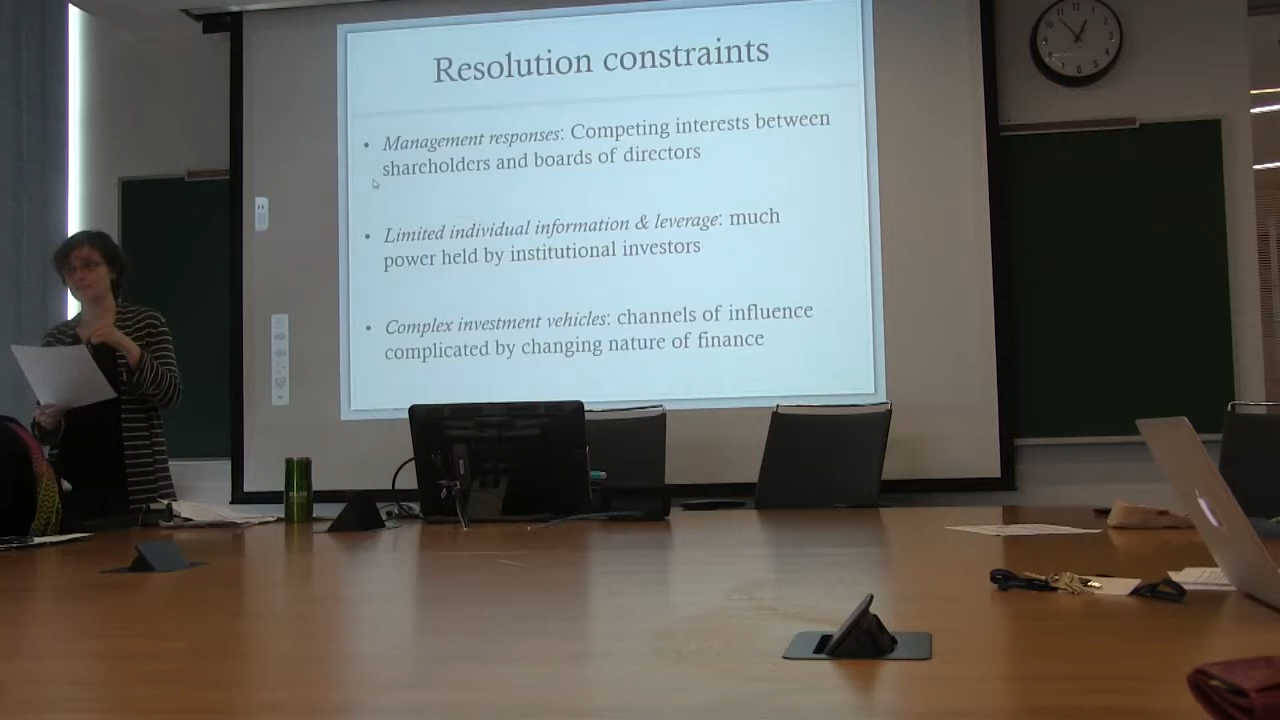 Resolution constraints
• Management responses: Competing interests between
shareholders and boards of directors
• Limited individual information & leverage: much
power held by institutional investors
• Complex investment vehicles: channels of influence
complicated by changing nature of finance